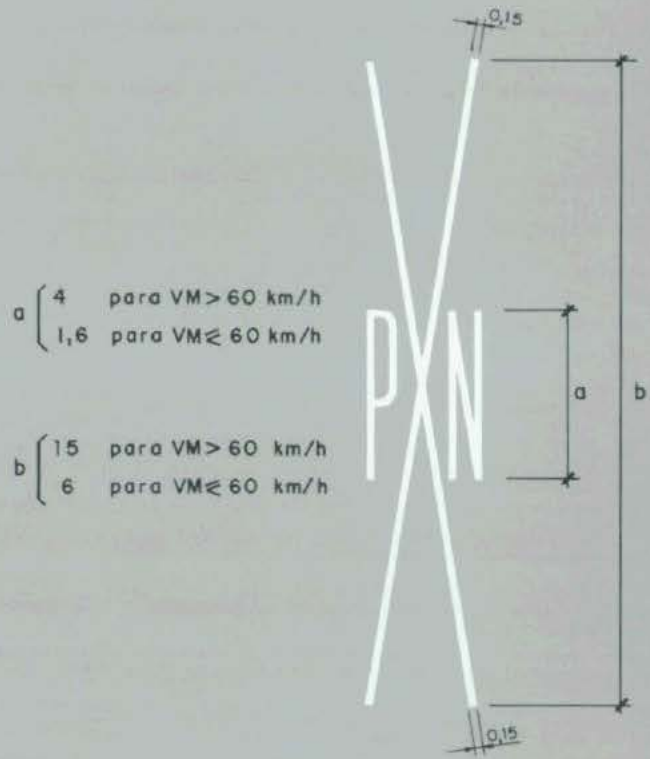 0,15
a { 4 para VM > 60 km/h
1,6 para VM ⩽ 60 km/h
P X N
a
b
b { 15 para VM > 60 km/h
6 para VM ⩽ 60 km/h
0,15